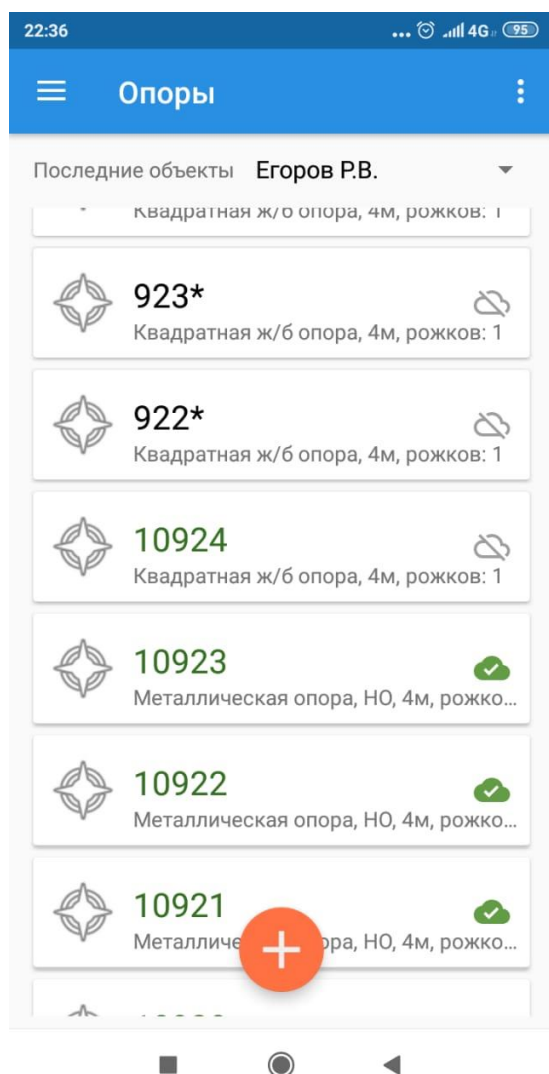 22:36 ... 4G 95
Опоры
Последние объекты Егоров Р.В.
Квадратная ж/б опора, 4м, рожков: 1
923*
Квадратная ж/б опора, 4м, рожков: 1
922*
Квадратная ж/б опора, 4м, рожков: 1
10924
Квадратная ж/б опора, 4м, рожков: 1
10923
Металлическая опора, НО, 4м, рожко...
10922
Металлическая опора, НО, 4м, рожко...
10921
Металличе ора, НО, 4м, рожко...